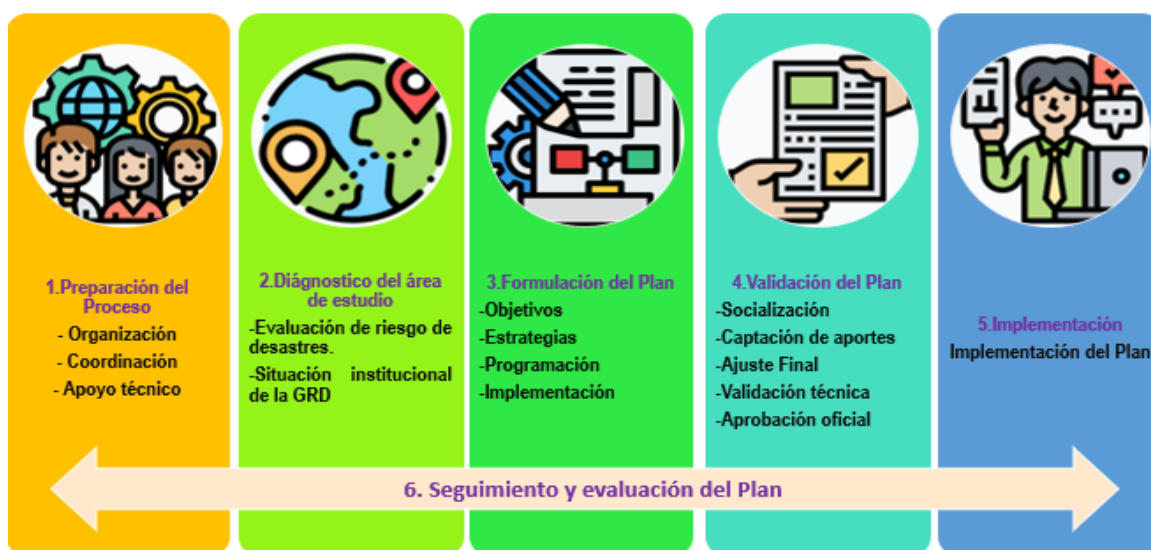 1.Preparación del
Proceso
- Organización
- Coordinación
- Apoyo técnico
2.Diágnostico del área
de estudio
-Evaluación de riesgo de
desastres.
-Situación institucional
de la GRD
3.Formulación del Plan
-Objetivos
-Estrategias
-Programación
-Implementación
4.Validación del Plan
-Socialización
-Captación de aportes
-Ajuste Final
-Validación técnica
-Aprobación oficial
5.Implementación
Implementación del Plan
6. Seguimiento y evaluación del Plan